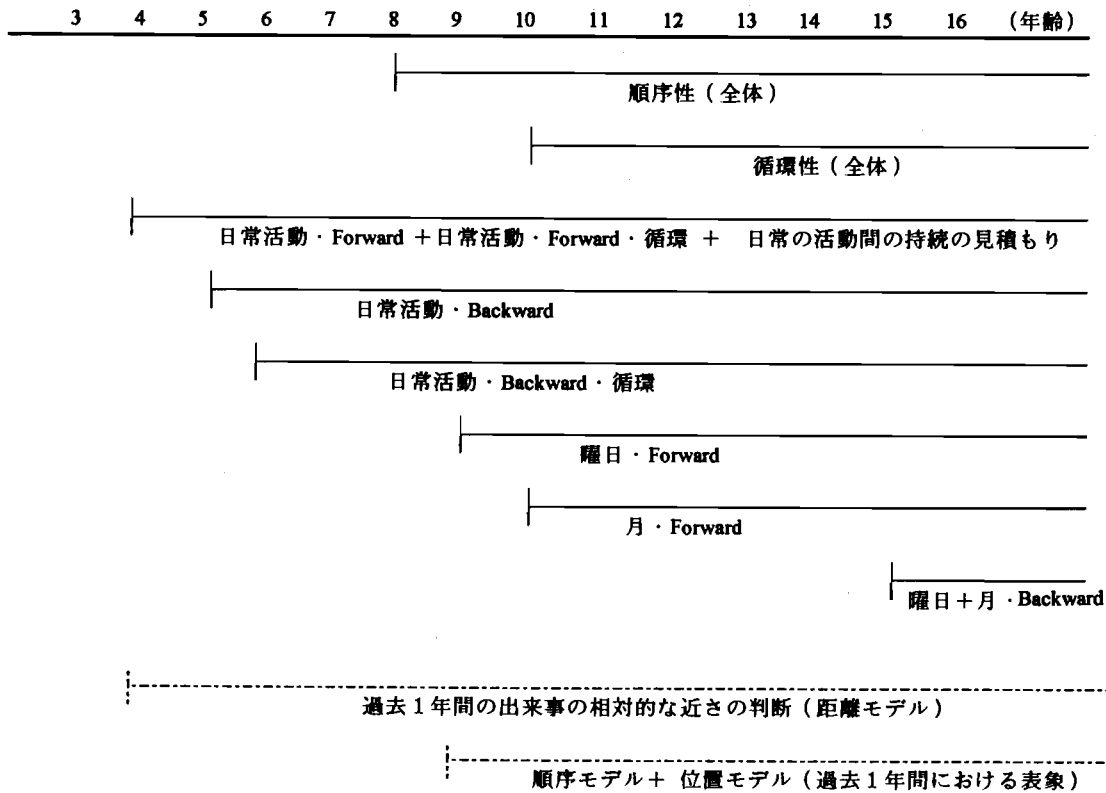 3 4 5 6 7 8 9 10 11 12 13 14 15 16 (年齢)
順序性(全体)
循環性(全体)
日常活動・Forward +日常活動・Forward・循環 + 日常の活動間の持続の見積もり
日常活動・Backward
日常活動・Backward・循環
曜日・Forward
月・Forward
曜日+月・Backward
過去1年間の出来事の相対的な近さの判断(距離モデル)
順序モデル+ 位置モデル(過去1年間における表象)